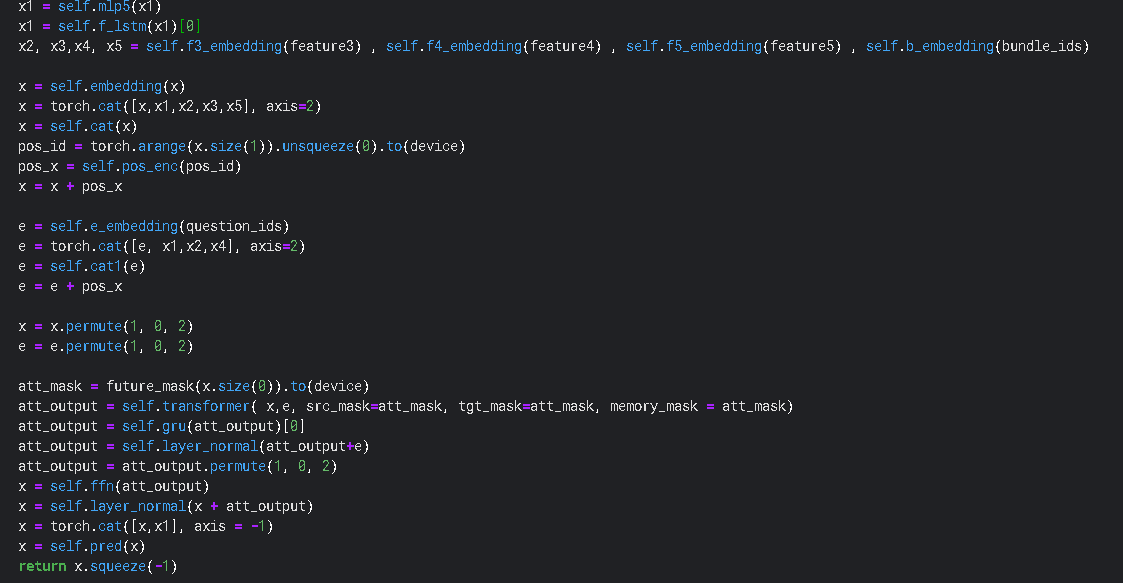 x1 = self.mlp5(x1)
x1 = self.f_lstm(x1)[0]
x2, x3,x4, x5 = self.f3_embedding(feature3) , self.f4_embedding(feature4) , self.f5_embedding(feature5) , self.b_embedding(bundle_ids)
x = self.embedding(x)
x = torch.cat([x,x1,x2,x3,x5], axis=2)
x = self.cat(x)
pos_id = torch.arange(x.size(1)).unsqueeze(0).to(device)
pos_x = self.pos_enc(pos_id)
x = x + pos_x
e = self.e_embedding(question_ids)
e = torch.cat([e, x1,x2,x4], axis=2)
e = self.cat1(e)
e = e + pos_x
x = x.permute(1, 0, 2)
e = e.permute(1, 0, 2)
att_mask = future_mask(x.size(0)).to(device)
att_output = self.transformer( x,e, src_mask=att_mask, tgt_mask=att_mask, memory_mask = att_mask)
att_output = self.gru(att_output)[0]
att_output = self.layer_normal(att_output+e)
att_output = att_output.permute(1, 0, 2)
x = self.ffn(att_output)
x = self.layer_normal(x + att_output)
x = torch.cat([x,x1], axis = -1)
x = self.pred(x)
return x.squeeze(-1)